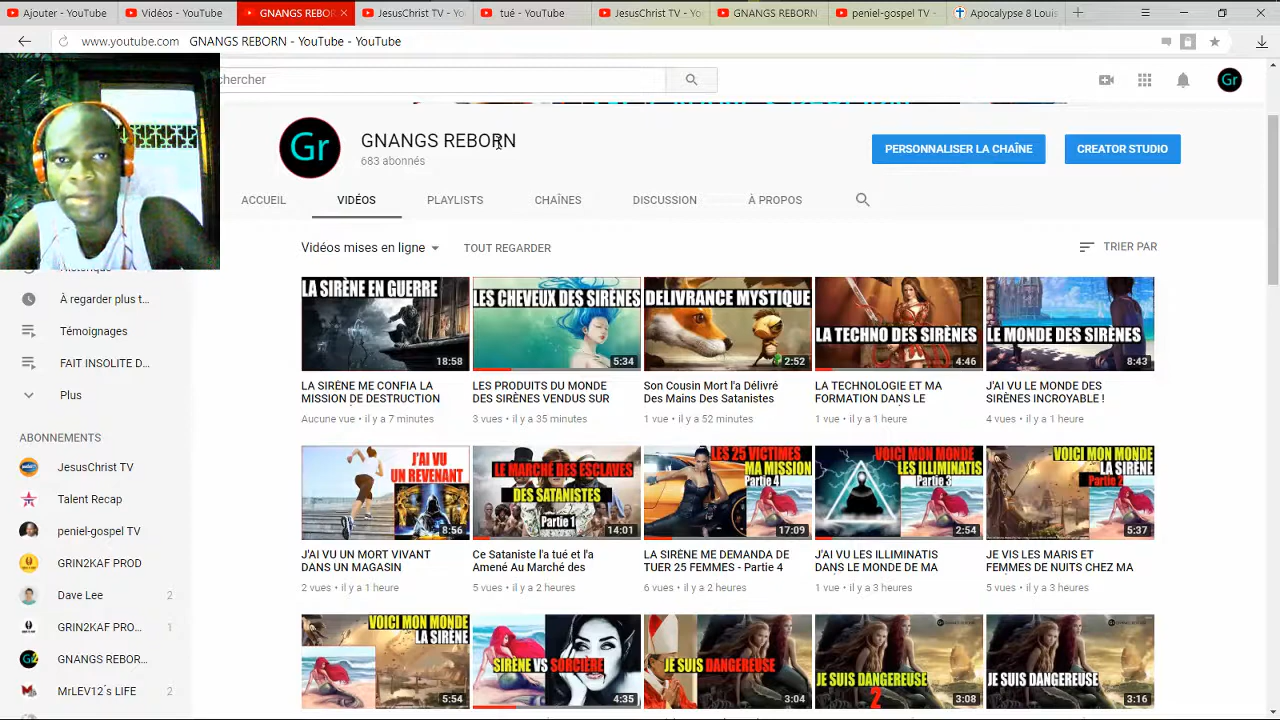 Ajouter - YouTube
Vidéos - YouTube
GNANGS REBOR
JesusChrist TV - Yo
tué - YouTube
JesusChrist TV - Yo
GNANGS REBORN
peniel-gospel TV -
Apocalypse 8 Louis
www.youtube.com GNANGS REBORN - YouTube - YouTube
chercher
Gr
Gr
GNANGS REBORN
683 abonnés
PERSONNALISER LA CHAÎNE
CREATOR STUDIO
ACCUEIL
VIDÉOS
PLAYLISTS
CHAÎNES
DISCUSSION
À PROPOS
Vidéos mises en ligne
TOUT REGARDER
TRIER PAR
Historique
À regarder plus t...
Témoignages
FAIT INSOLITE D...
Plus
ABONNEMENTS
JesusChrist TV
Talent Recap
peniel-gospel TV
GRIN2KAF PROD
Dave Lee 2
GRIN2KAF PRO... 1
GNANGS REBOR...
MrLEV12's LIFE 2
LA SIRÈNE EN GUERRE
18:58
LES CHEVEUX DES SIRÈNES
5:34
DELIVRANCE MYSTIQUE
2:52
LA TECHNO DES SIRÈNES
4:46
LE MONDE DES SIRÈNES
8:43
LA SIRÈNE ME CONFIA LA
MISSION DE DESTRUCTION
Aucune vue • il y a 7 minutes
LES PRODUITS DU MONDE
DES SIRÈNES VENDUS SUR
3 vues • il y a 35 minutes
Son Cousin Mort l'a Délivré
Des Mains Des Satanistes
1 vue • il y a 52 minutes
LA TECHNOLOGIE ET MA
FORMATION DANS LE
1 vue • il y a 1 heure
J'AI VU LE MONDE DES
SIRÈNES INCROYABLE !
4 vues • il y a 1 heure
J'AI VU
UN REVENANT
8:56
LE MARCHE DES ESCLAVES
DES SATANISTES
Partie 1
14:01
LES 25 VICTIMES
MA MISSION
Partie 4
17:09
VOICI MON MONDE
LES ILLIMINATIS
Partie 3
2:54
VOICI MON MONDE
LA SIRÈNE
Partie 2
5:37
J'AI VU UN MORT VIVANT
DANS UN MAGASIN
2 vues • il y a 1 heure
Ce Sataniste l'a tué et l'a
Amené Au Marché des
5 vues • il y a 2 heures
LA SIRÈNE ME DEMANDA DE
TUER 25 FEMMES - Partie 4
6 vues • il y a 2 heures
J'AI VU LES ILLIMINATIS
DANS LE MONDE DE MA
1 vue • il y a 3 heures
JE VIS LES MARIS ET
FEMMES DE NUITS CHEZ MA
5 vues • il y a 3 heures
VOICI MON MONDE
LA SIRÈNE
5:54
SIRÈNE VS SORCIÈRE
4:35
JE SUIS DANGEREUSE
3:04
JE SUIS DANGEREUSE
2
3:08
JE SUIS DANGEREUSE
3:16